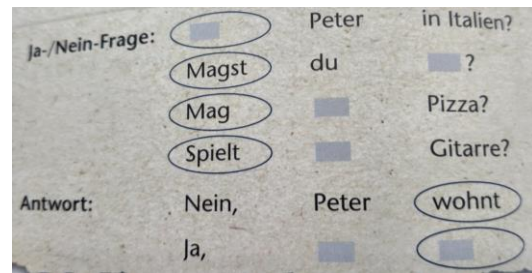 Ja-/Nein-Frage: Peter in Italien?
Magst du ?
Mag Pizza?
Spielt Gitarre?
Antwort: Nein, Peter wohnt
Ja,